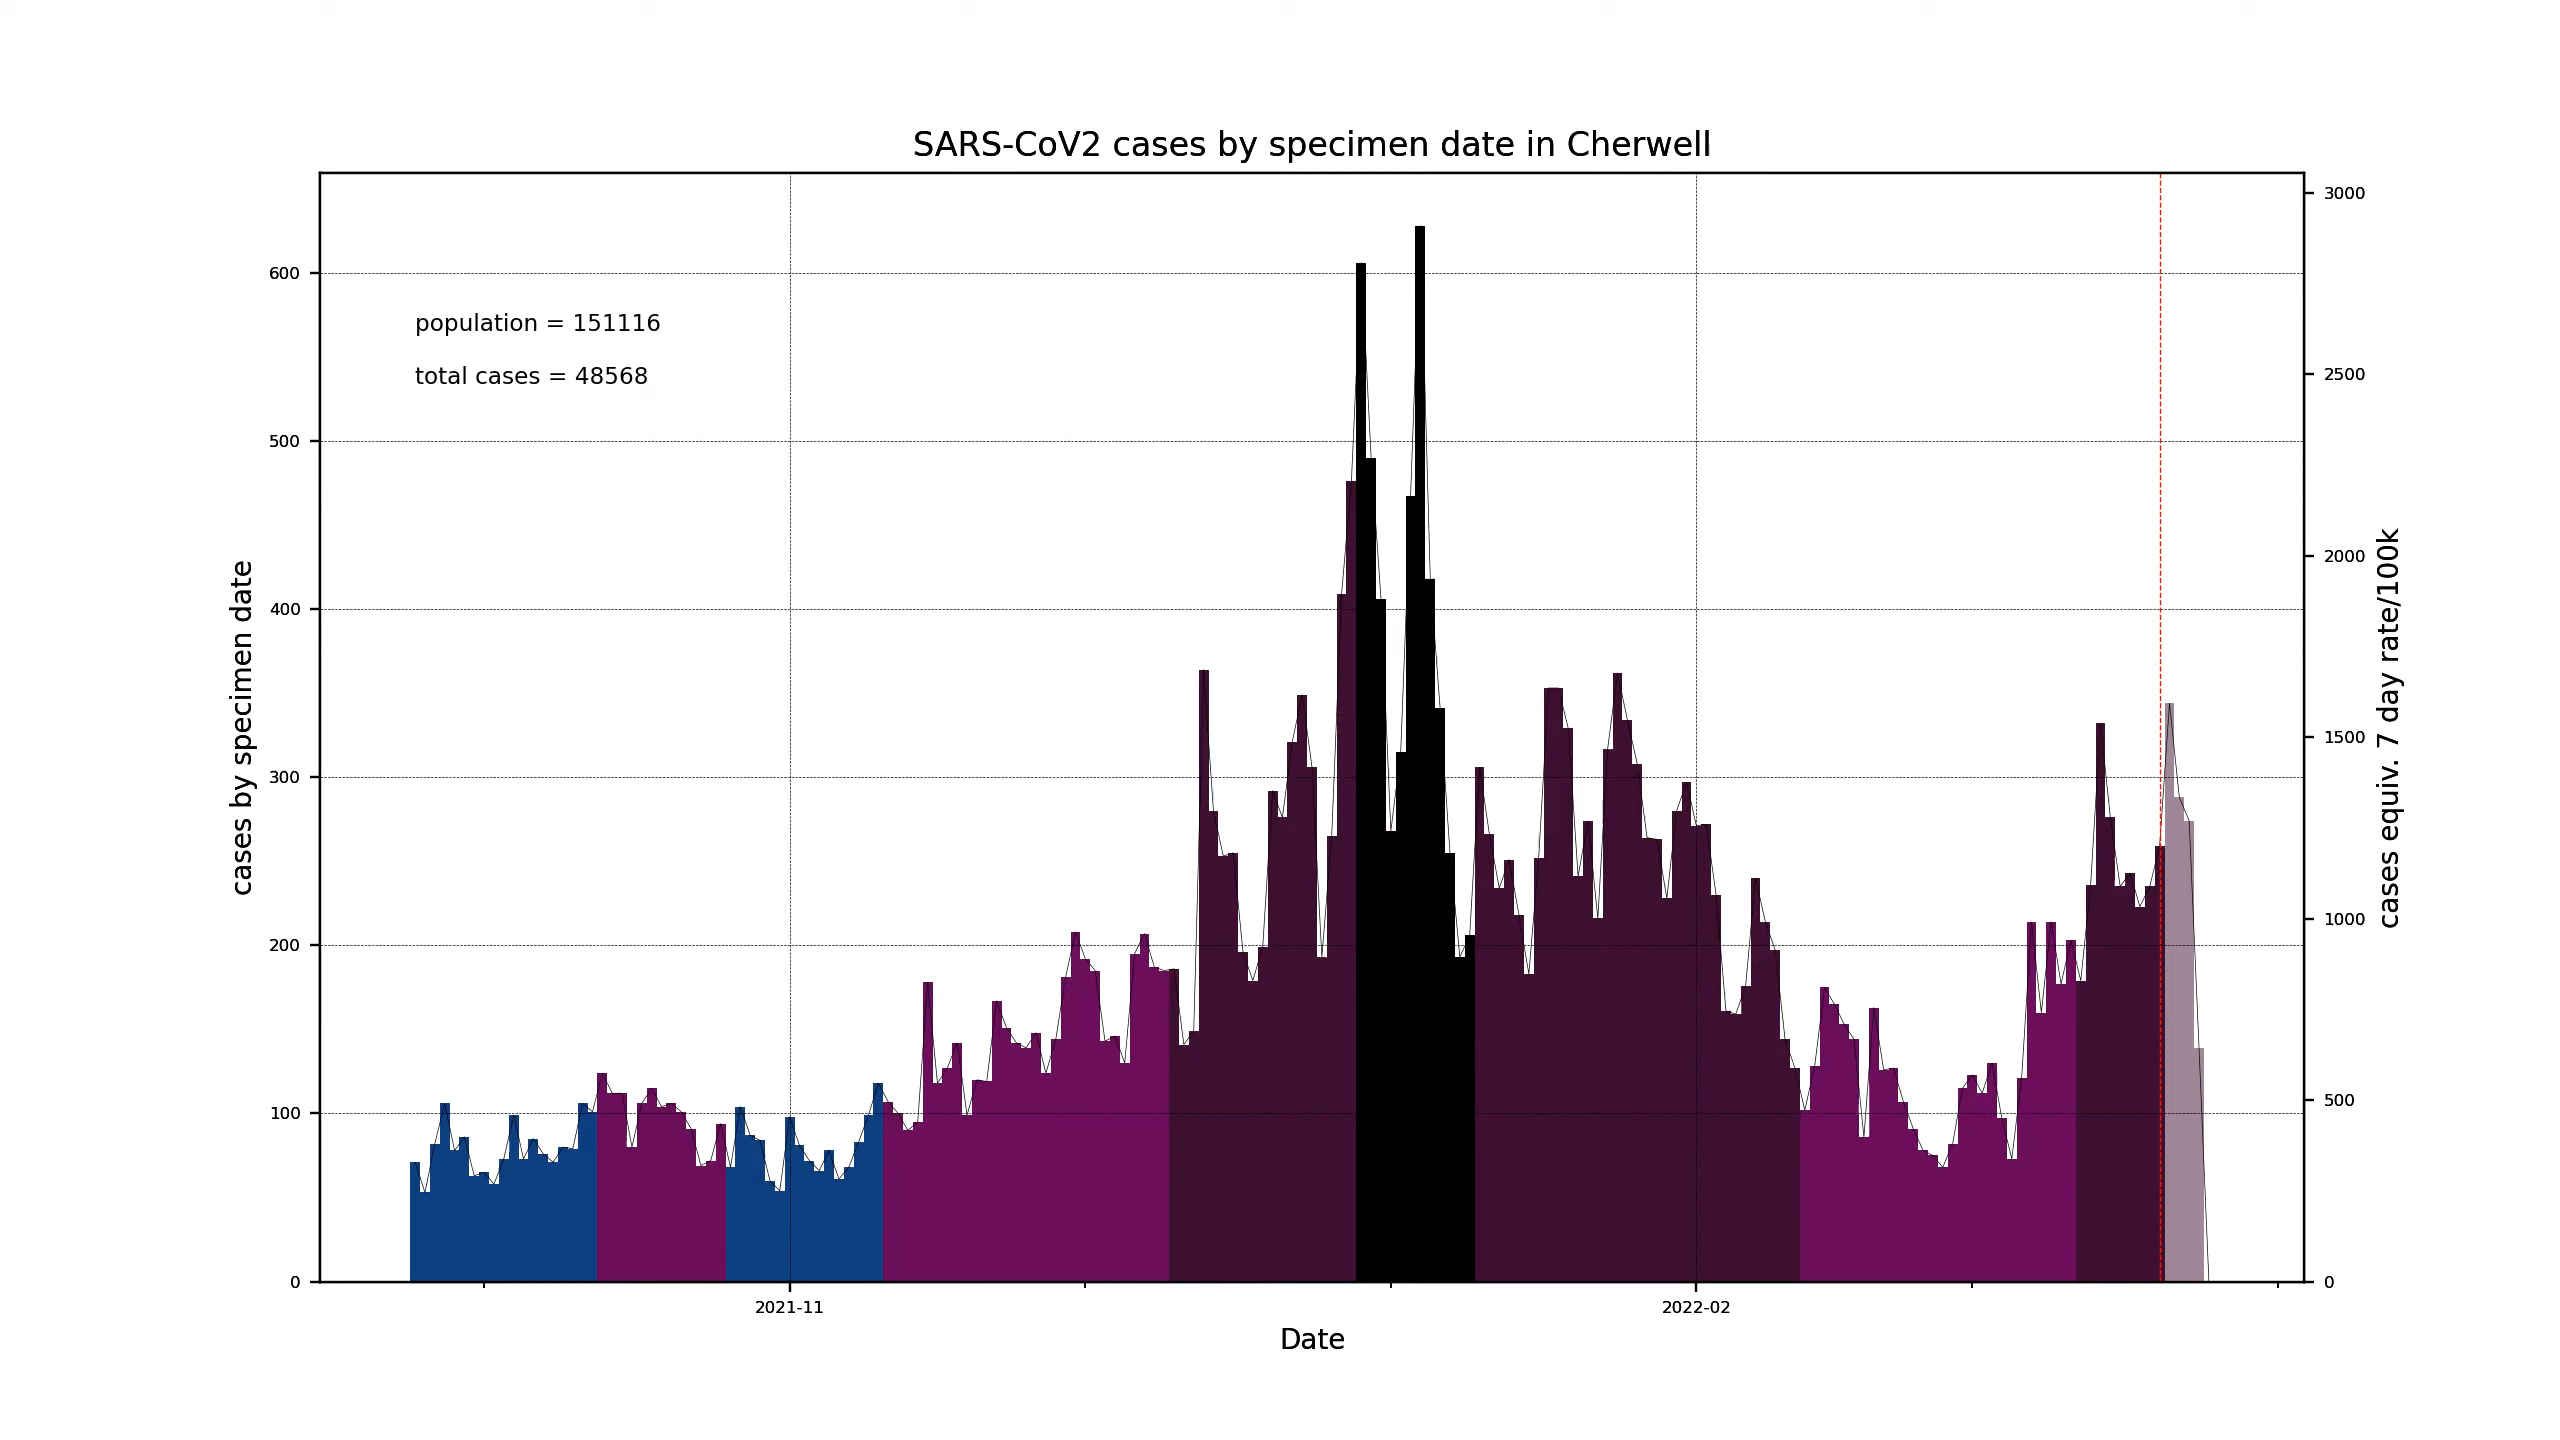 SARS-CoV2 cases by specimen date in Cherwell
population = 151116
total cases = 48568
cases by specimen date
600
500
400
300
200
100
0
3000
2500
2000
1500
1000
500
0
cases equiv. 7 day rate/100k
2021-11
2022-02
Date